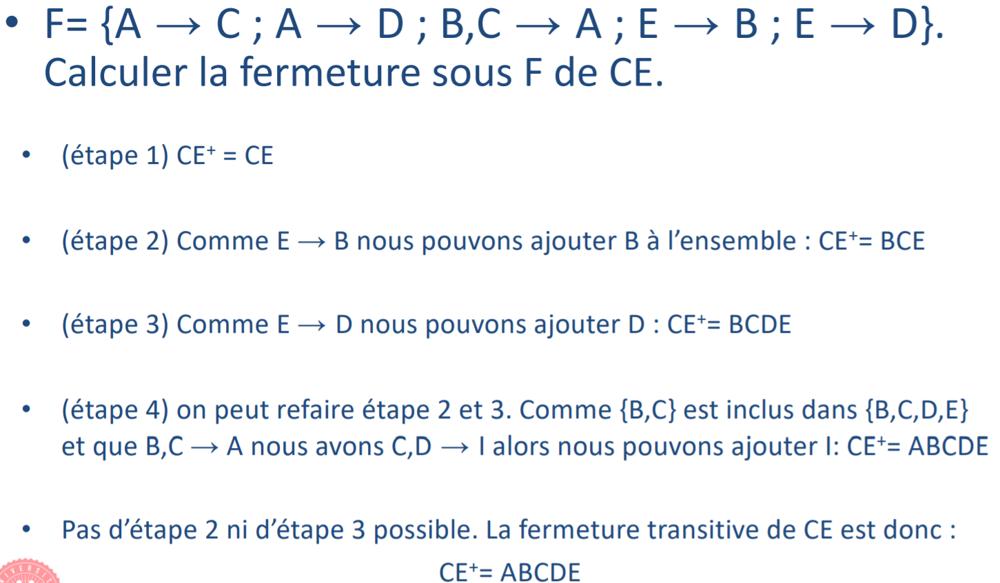 • F= {A → C ; A → D ; B,C → A ; E → B ; E → D}.
Calculer la fermeture sous F de CE.
• (étape 1) CE⁺ = CE
• (étape 2) Comme E → B nous pouvons ajouter B à l’ensemble : CE⁺= BCE
• (étape 3) Comme E → D nous pouvons ajouter D : CE⁺= BCDE
• (étape 4) on peut refaire étape 2 et 3. Comme {B,C} est inclus dans {B,C,D,E}
et que B,C → A nous avons C,D → I alors nous pouvons ajouter I: CE⁺= ABCDE
• Pas d’étape 2 ni d’étape 3 possible. La fermeture transitive de CE est donc :
CE⁺= ABCDE